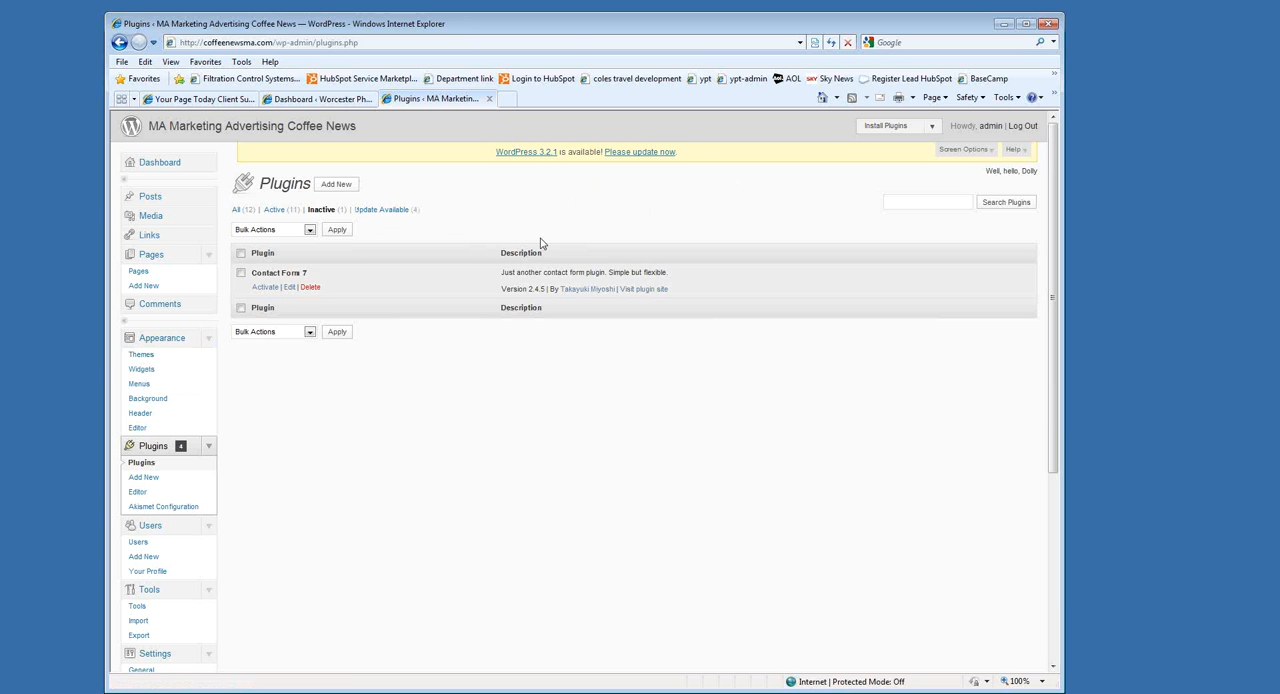 Plugins ‹ MA Marketing Advertising Coffee News — WordPress - Windows Internet Explorer
http://coffeenewsma.com/wp-admin/plugins.php
Google
File Edit View Favorites Tools Help
Favorites Filtration Control Systems... HubSpot Service Marketpl... Department link Login to HubSpot coles travel development ypt ypt-admin AOL sky Sky News Register Lead HubSpot BaseCamp
Your Page Today Client Su... Dashboard ‹ Worcester Ph... Plugins ‹ MA Marketin... Page Safety Tools
MA Marketing Advertising Coffee News Install Plugins Howdy, admin | Log Out
WordPress 3.2.1 is available! Please update now. Screen Options Help
Well, hello, Dolly
Plugins Add New
Search Plugins
All (12) | Active (11) | Inactive (1) | Update Available (4)
Bulk Actions Apply
Plugin Description
Contact Form 7 Just another contact form plugin. Simple but flexible.
Activate | Edit | Delete Version 2.4.5 | By Takayuki Miyoshi | Visit plugin site
Plugin Description
Bulk Actions Apply
Dashboard
Posts
Media
Links
Pages
Pages
Add New
Comments
Appearance
Themes
Widgets
Menus
Background
Header
Editor
Plugins 4
Plugins
Add New
Editor
Akismet Configuration
Users
Users
Add New
Your Profile
Tools
Tools
Import
Export
Settings
General
Internet | Protected Mode: Off 100%